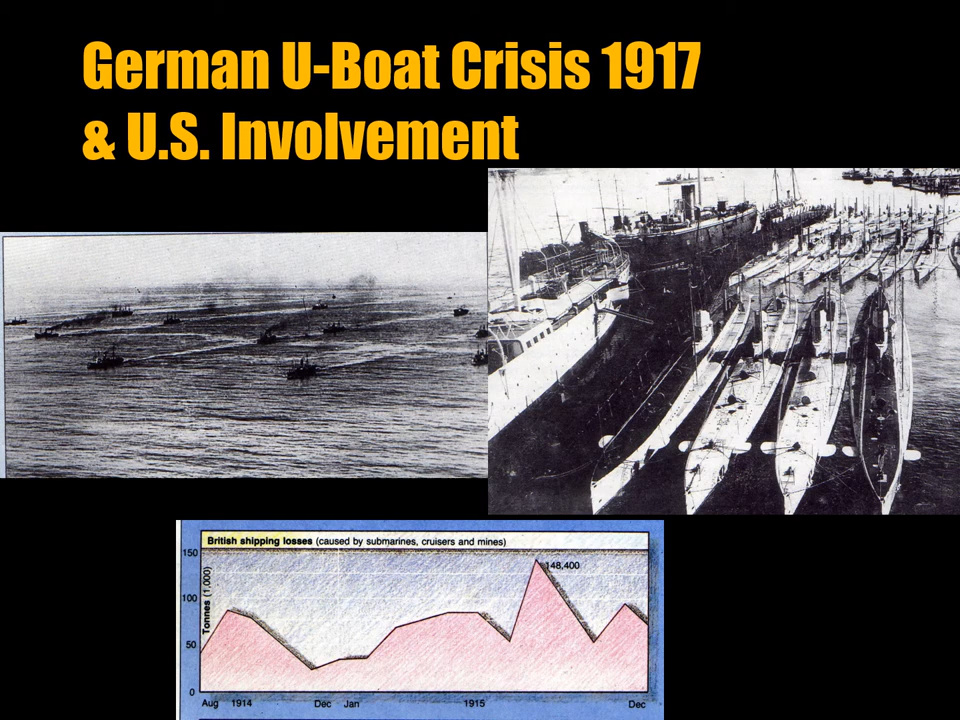 German U-Boat Crisis 1917
& U.S. Involvement
British shipping losses (caused by submarines, cruisers and mines)
Tonnes (1,000)
150
100
50
0
148,400
Aug 1914 Dec Jan 1915 Dec